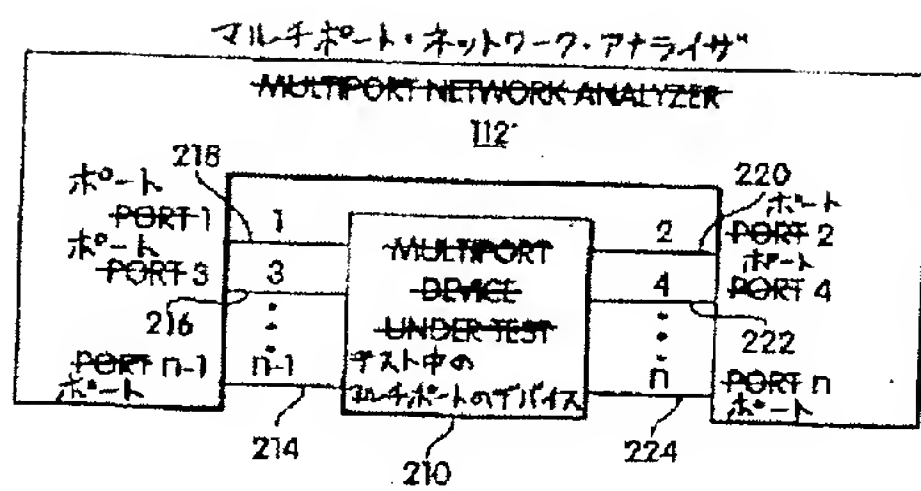 マルチポート・ネットワーク・アナライザ
MULTIPORT NETWORK ANALYZER
112
218
220
ポート
ポート
PORT 1
1
2
PORT 2
ポート
ポート
PORT 3
3
4
PORT 4
216
222
PORT n-1
n-1
n
PORT n
ポート
ポート
MULTIPORT
DEVICE
UNDER TEST
テスト中の
マルチポートのデバイス
214
210
224